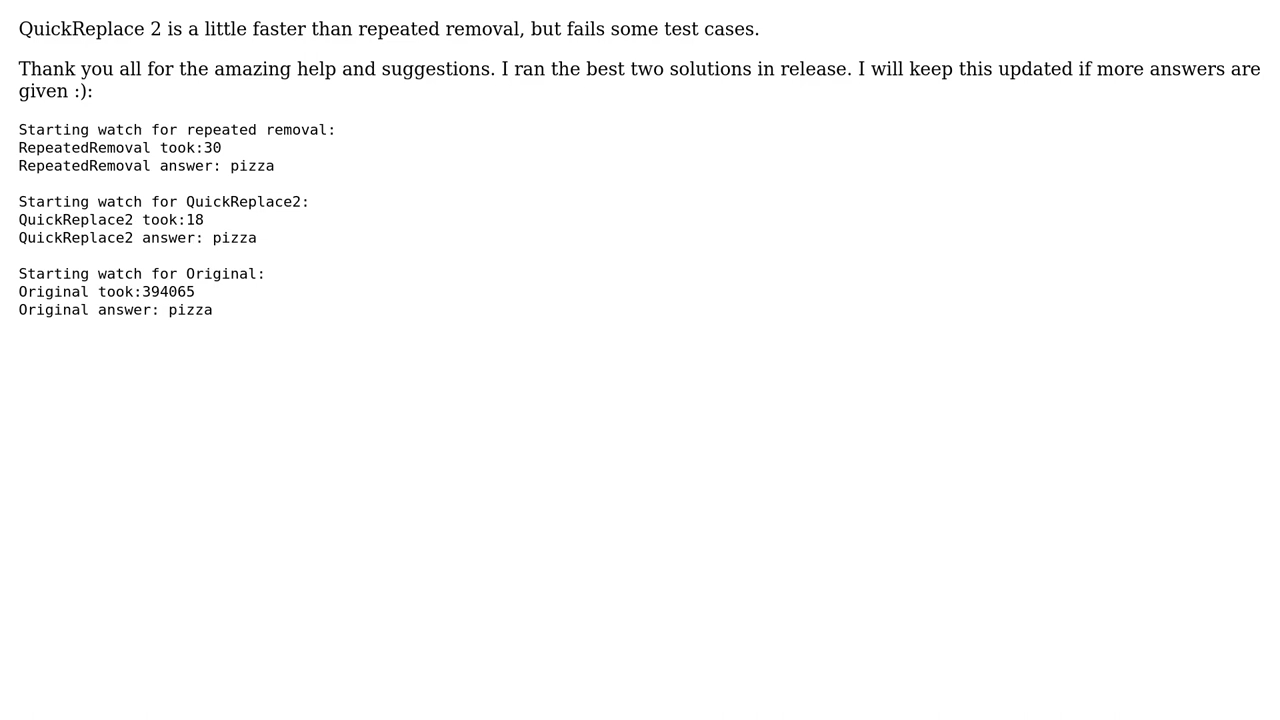 QuickReplace 2 is a little faster than repeated removal, but fails some test cases.
Thank you all for the amazing help and suggestions. I ran the best two solutions in release. I will keep this updated if more answers are
given :):
Starting watch for repeated removal:
RepeatedRemoval took:30
RepeatedRemoval answer: pizza
Starting watch for QuickReplace2:
QuickReplace2 took:18
QuickReplace2 answer: pizza
Starting watch for Original:
Original took:394065
Original answer: pizza